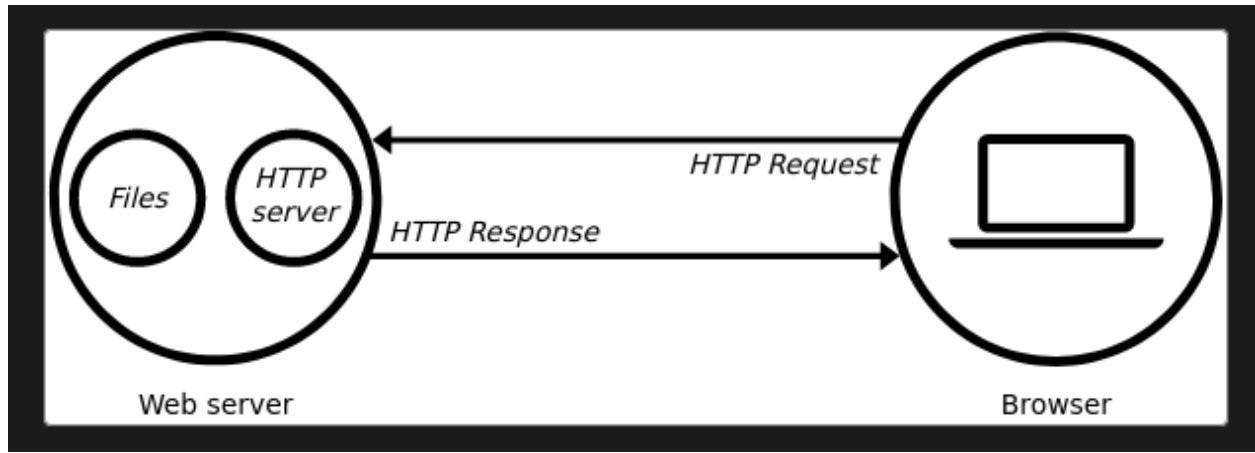 Files
HTTP
server
HTTP Request
HTTP Response
Web server
Browser